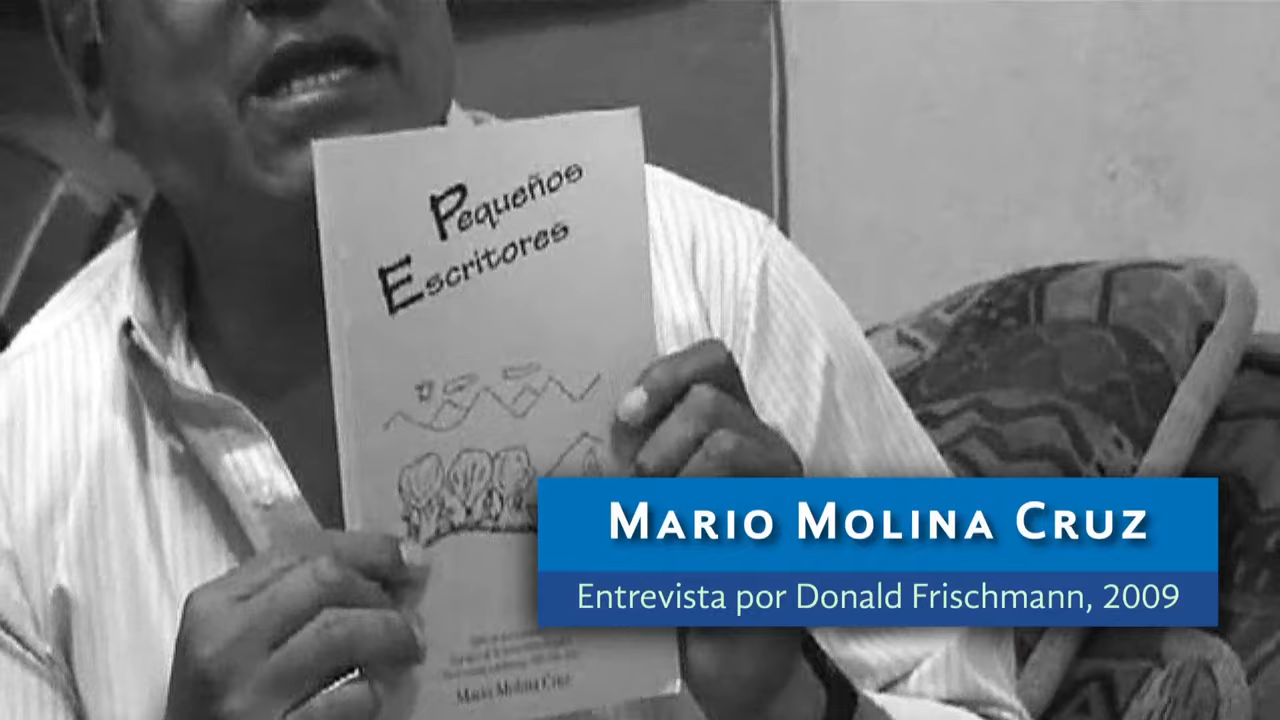 Pequeños
Escritores
Mario Molina Cruz
MARIO MOLINA CRUZ
Entrevista por Donald Frischmann, 2009